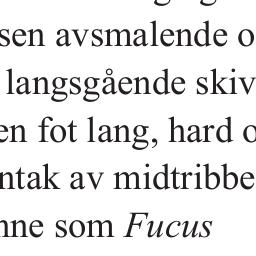 sen avsmalende o
langsgående skiv
en fot lang, hard o
ntak av midtribbe
nne som Fucus